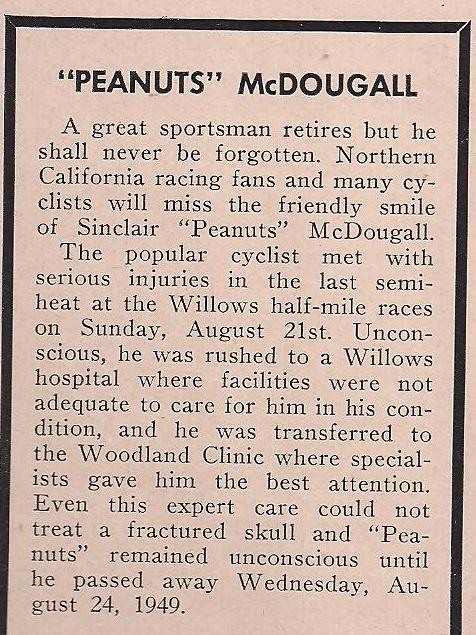 “PEANUTS” McDOUGALL
A great sportsman retires but he
shall never be forgotten. Northern
California racing fans and many cy-
clists will miss the friendly smile
of Sinclair “Peanuts” McDougall.
The popular cyclist met with
serious injuries in the last semi-
heat at the Willows half-mile races
on Sunday, August 21st. Uncon-
scious, he was rushed to a Willows
hospital where facilities were not
adequate to care for him in his con-
dition, and he was transferred to
the Woodland Clinic where special-
ists gave him the best attention.
Even this expert care could not
treat a fractured skull and “Pea-
nuts” remained unconscious until
he passed away Wednesday, Au-
gust 24, 1949.